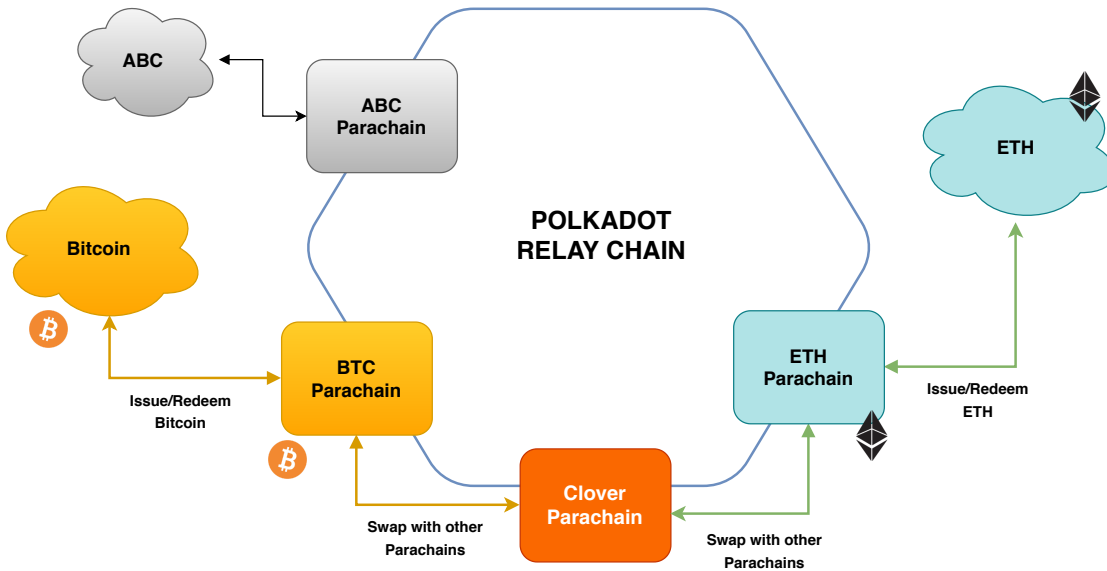 ABC
ABC
Parachain
ETH
POLKADOT
RELAY CHAIN
Bitcoin
BTC
Parachain
ETH
Parachain
Issue/Redeem
Bitcoin
Issue/Redeem
ETH
Clover
Parachain
Swap with other
Parachains
Swap with other
Parachains